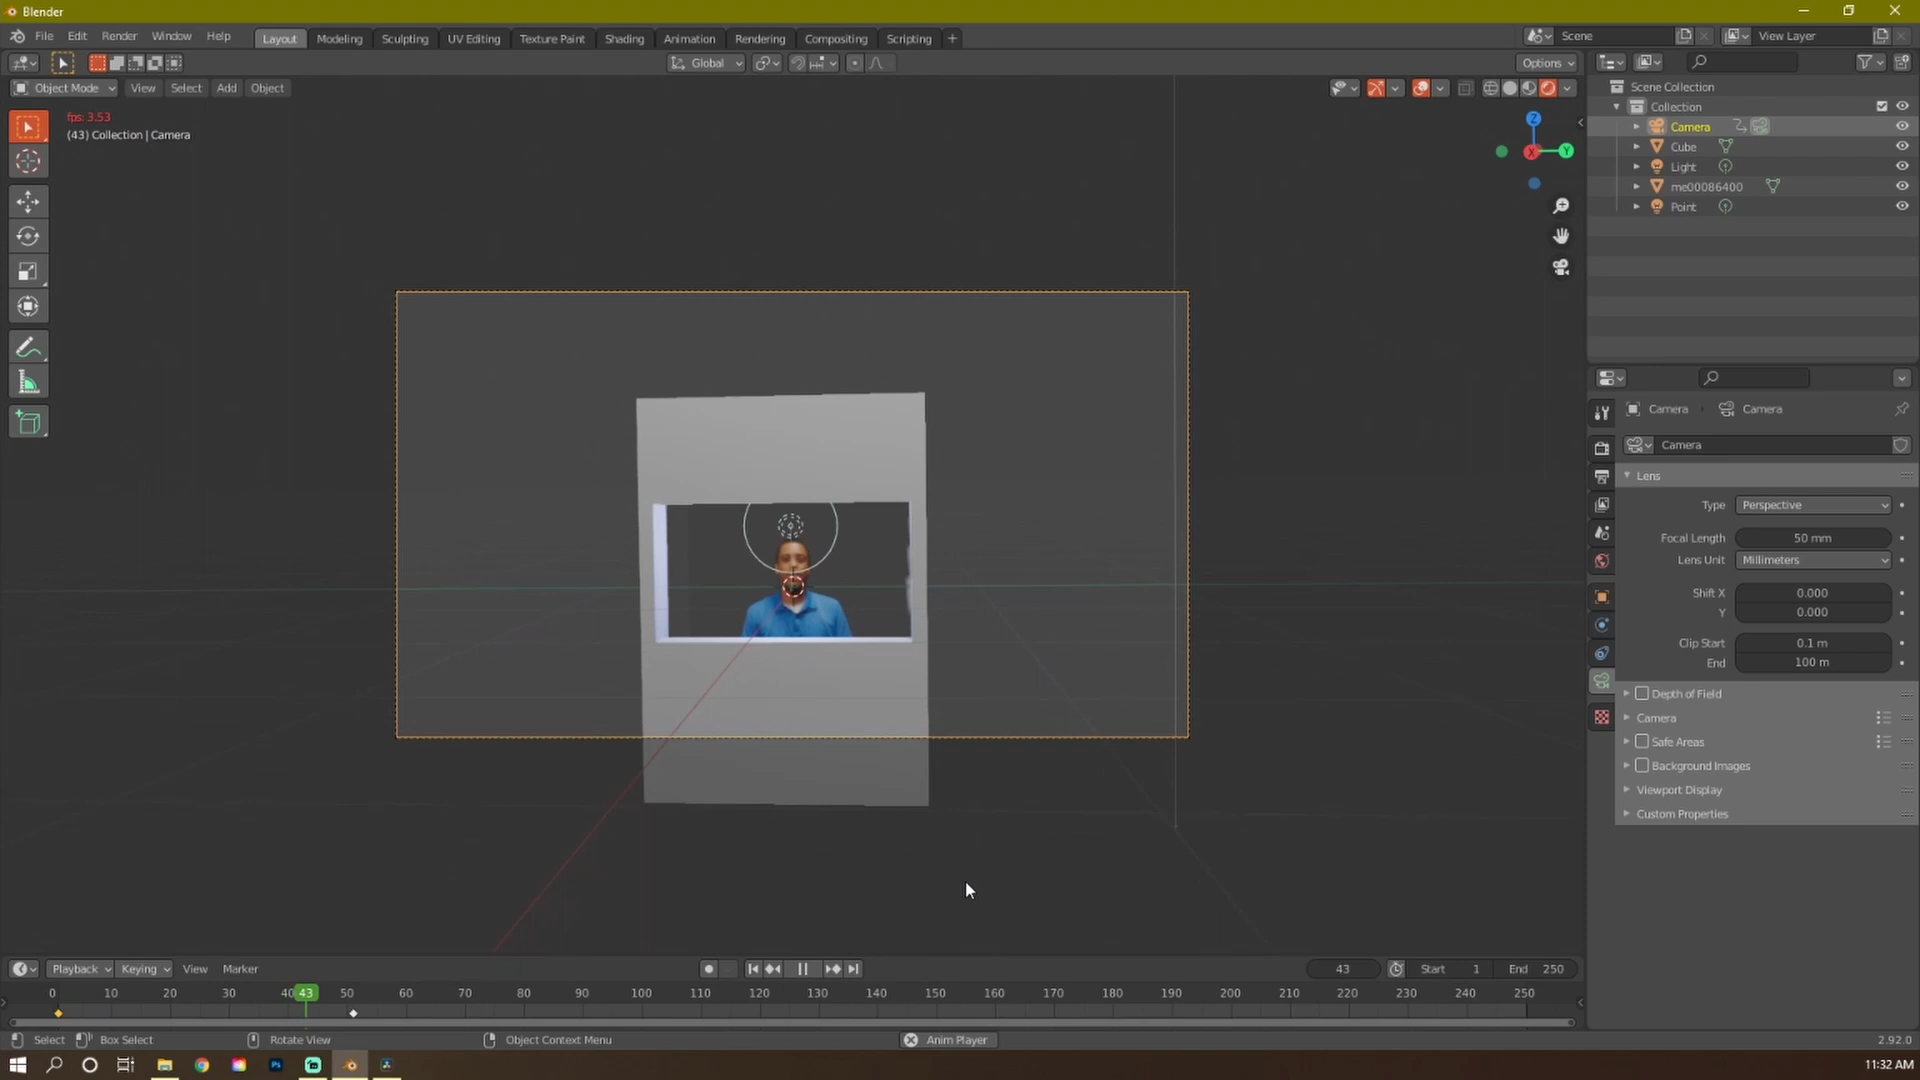 Blender
File Edit Render Window Help Layout Modeling Sculpting UV Editing Texture Paint Shading Animation Rendering Compositing Scripting + Scene View Layer
Global Options
Object Mode View Select Add Object
fps: 3.53
(43) Collection | Camera
Z
X
Y
Scene Collection
Collection
Camera
Cube
Light
me00086400
Point
Camera Camera
Camera
Lens
Type Perspective
Focal Length 50 mm
Lens Unit Millimeters
Shift X 0.000
Y 0.000
Clip Start 0.1 m
End 100 m
Depth of Field
Camera
Safe Areas
Background Images
Viewport Display
Custom Properties
Playback Keying View Marker 43 Start 1 End 250
0 10 20 30 40 43 50 60 70 80 90 100 110 120 130 140 150 160 170 180 190 200 210 220 230 240 250
Select Box Select Rotate View Object Context Menu Anim Player 2.92.0
11:32 AM